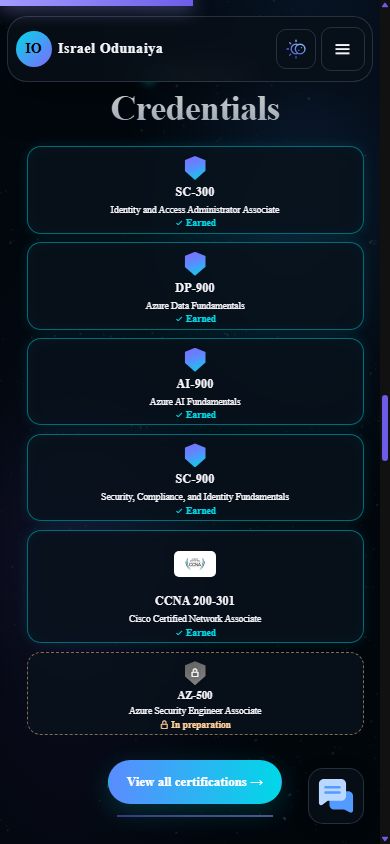 IO
Israel Odunaiya
Credentials
SC-300
Identity and Access Administrator Associate
✓ Earned
DP-900
Azure Data Fundamentals
✓ Earned
AI-900
Azure AI Fundamentals
✓ Earned
SC-900
Security, Compliance, and Identity Fundamentals
✓ Earned
CCNA
CCNA 200-301
Cisco Certified Network Associate
✓ Earned
AZ-500
Azure Security Engineer Associate
In preparation
View all certifications →